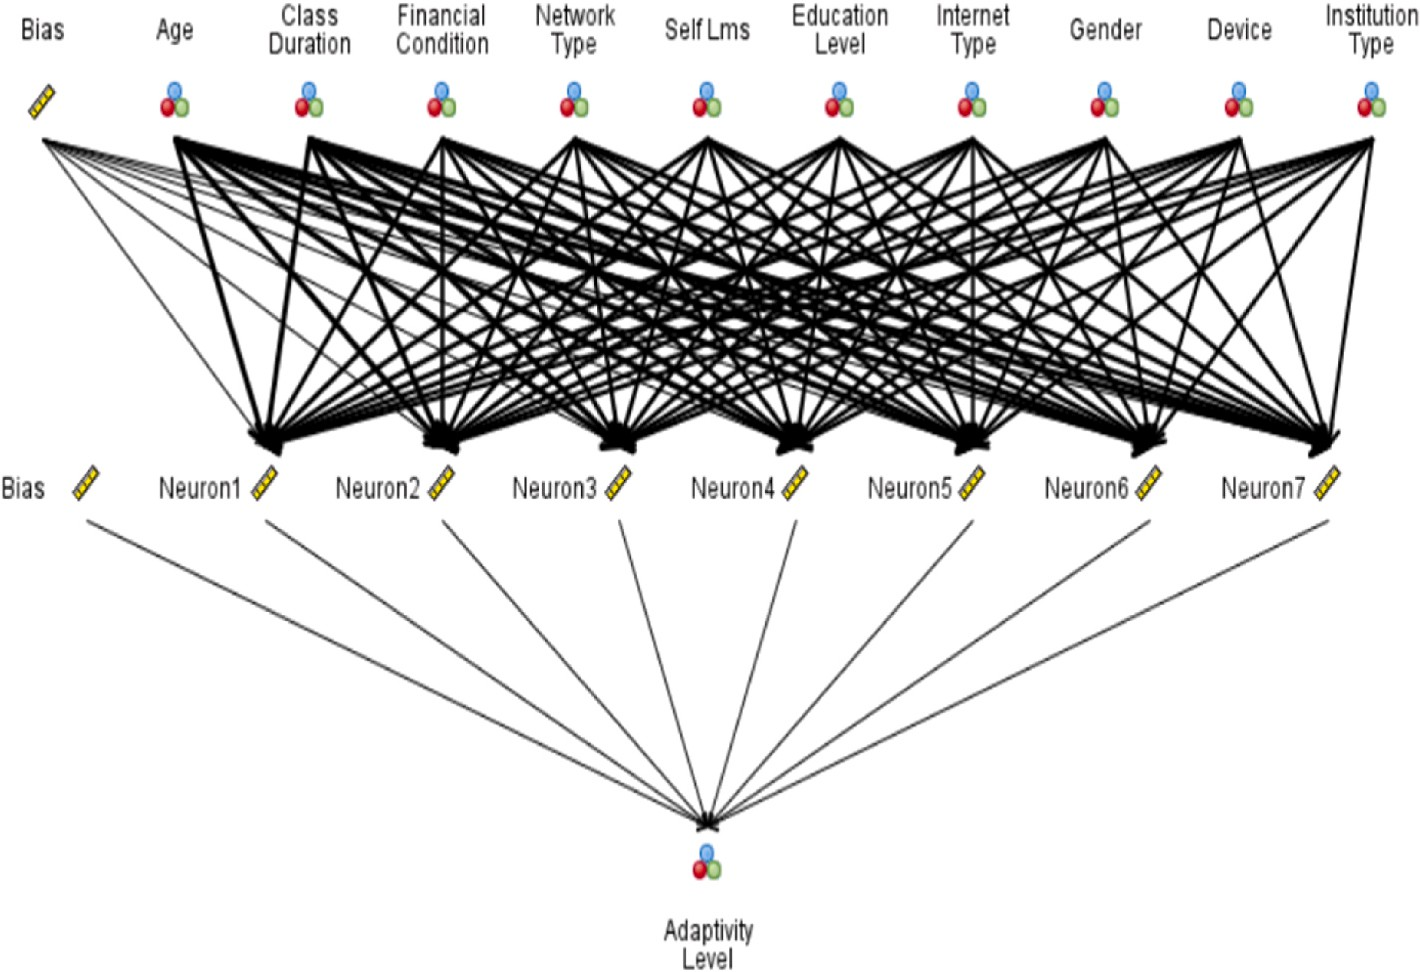 Bias
Age
Class
Duration
Financial
Condition
Network
Type
Self Lms
Education
Level
Internet
Type
Gender
Device
Institution
Type
Bias
Neuron1
Neuron2
Neuron3
Neuron4
Neuron5
Neuron6
Neuron7
Adaptivity
Level